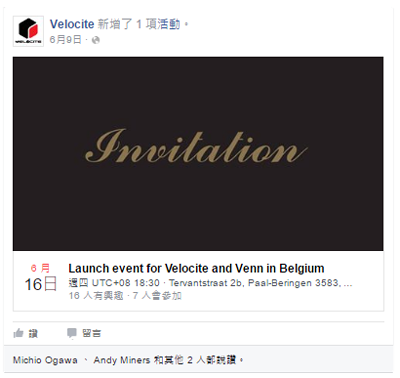 VELOCITE
Velocite 新增了 1 項活動。
6月9日 ·
Invitation
6 月
16日
Launch event for Velocite and Venn in Belgium
週四 UTC+08 18:30 · Tervantstraat 2b, Paal-Beringen 3583, ...
16 人有興趣 · 7 人會參加
讚 留言
Michio Ogawa 、 Andy Miners 和其他 2 人都說讚。